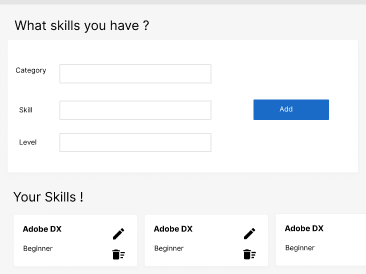 What skills you have ?
Category
Skill
Add
Level
Your Skills !
Adobe DX
Adobe DX
Adobe DX
Beginner
Beginner
Beginner